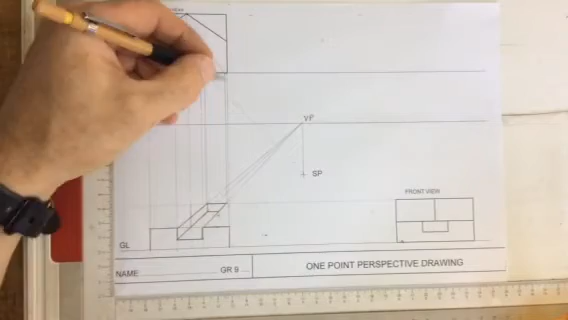 VP
SP
FRONT VIEW
GL
NAME
GR 9 ...
ONE POINT PERSPECTIVE DRAWING